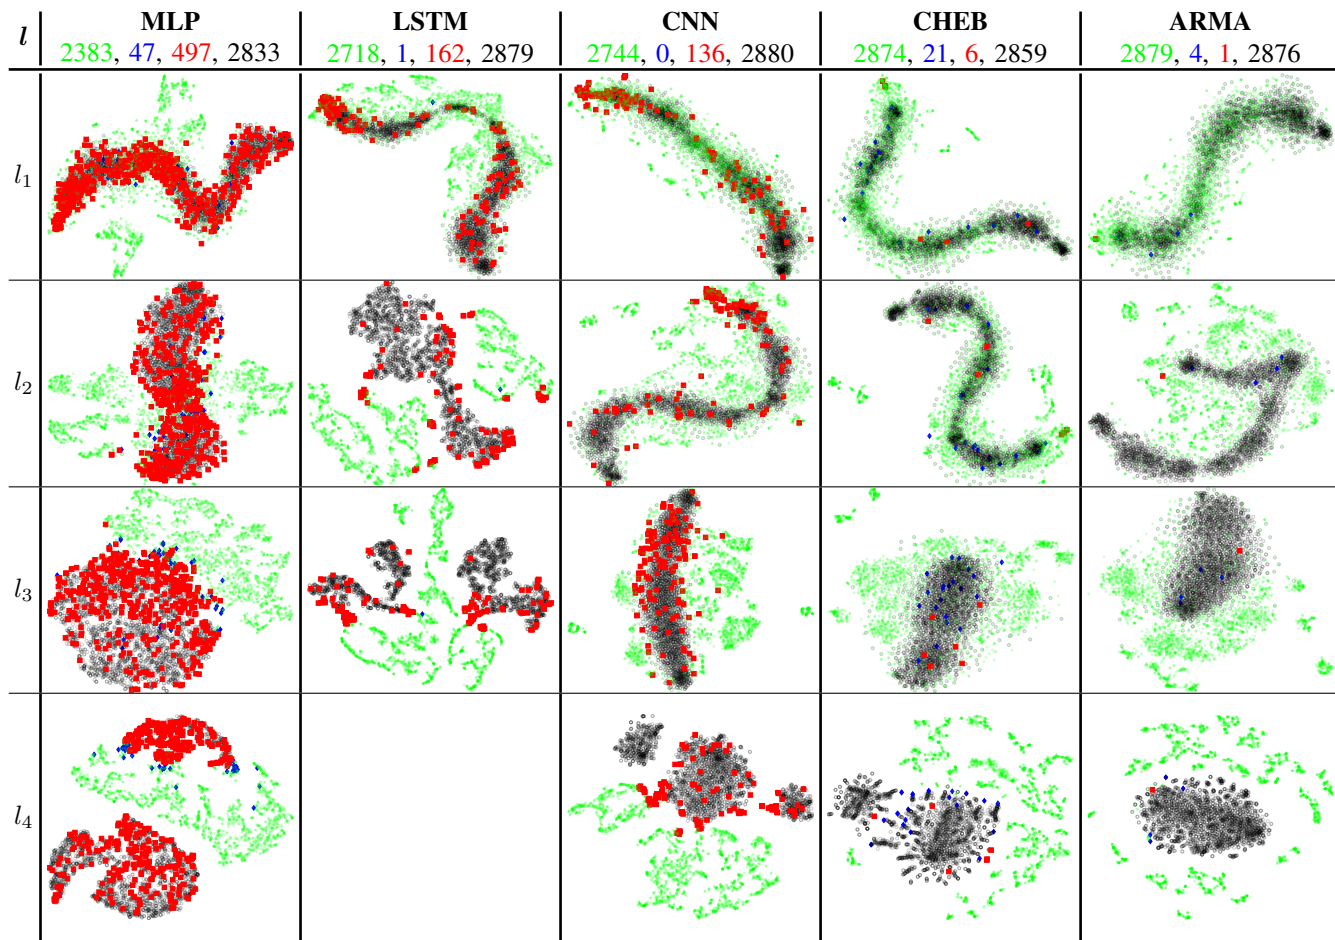 l MLP LSTM CNN CHEB ARMA
2383, 47, 497, 2833 2718, 1, 162, 2879 2744, 0, 136, 2880 2874, 21, 6, 2859 2879, 4, 1, 2876
l1
l2
l3
l4